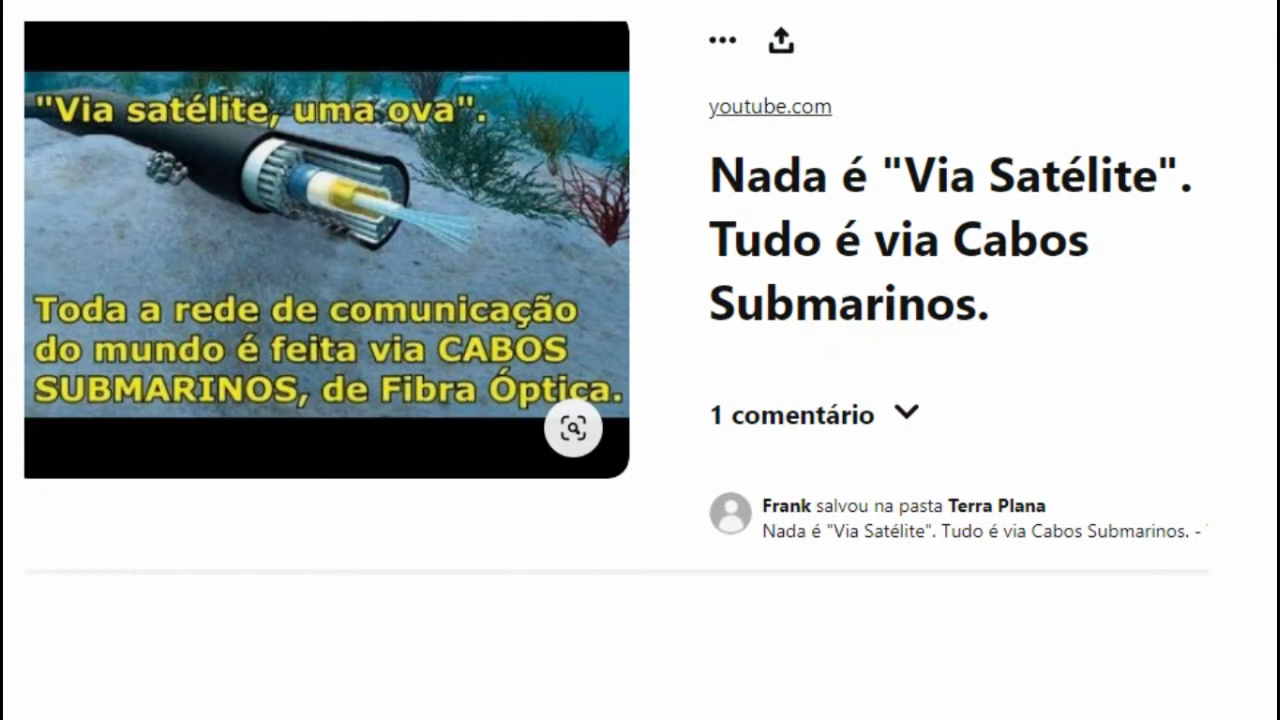 "Via satélite, uma ova".
Toda a rede de comunicação
do mundo é feita via CABOS
SUBMARINOS, de Fibra Óptica.
youtube.com
Nada é "Via Satélite".
Tudo é via Cabos
Submarinos.
1 comentário
Frank salvou na pasta Terra Plana
Nada é "Via Satélite". Tudo é via Cabos Submarinos. -